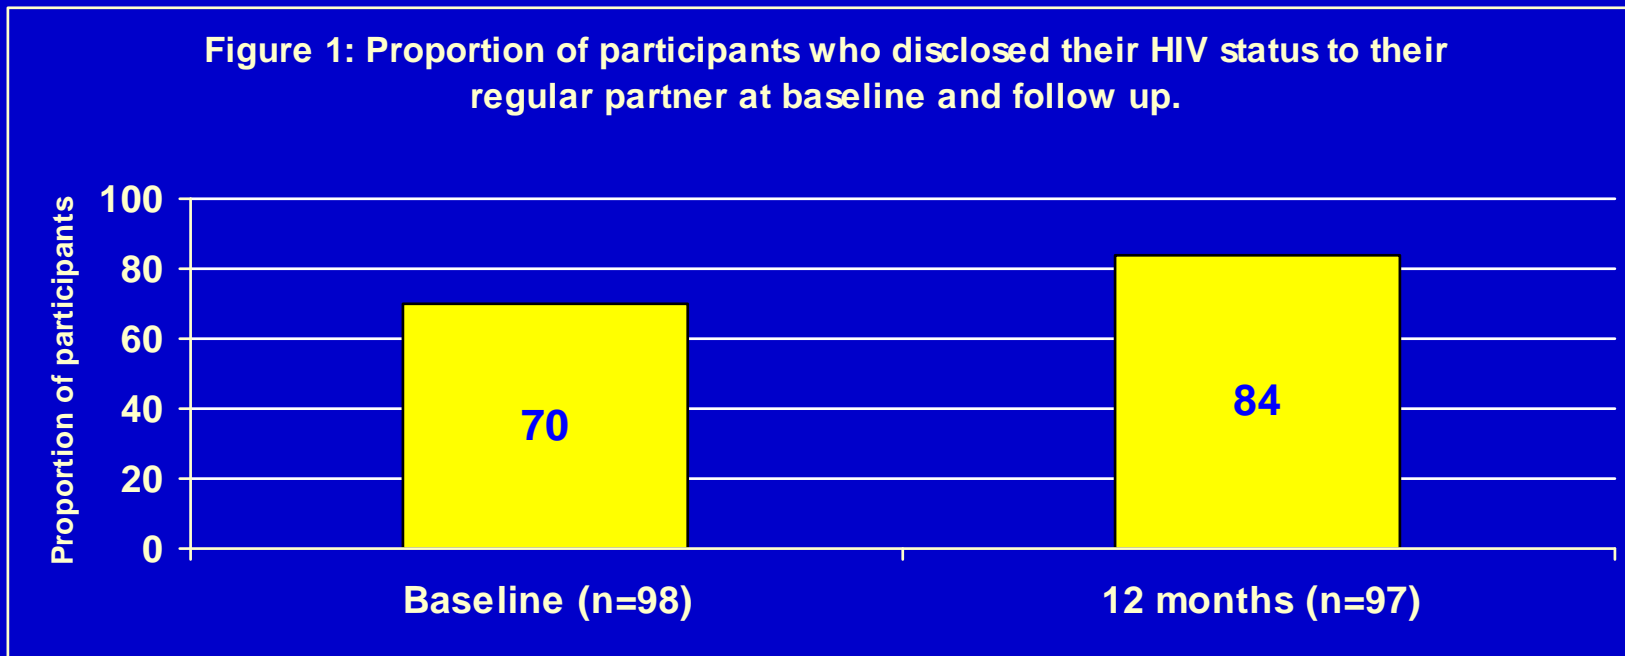 Figure 1: Proportion of participants who disclosed their HIV status to their
regular partner at baseline and follow up.
Proportion of participants
100
80
60
40
20
0
70
84
Baseline (n=98)
12 months (n=97)